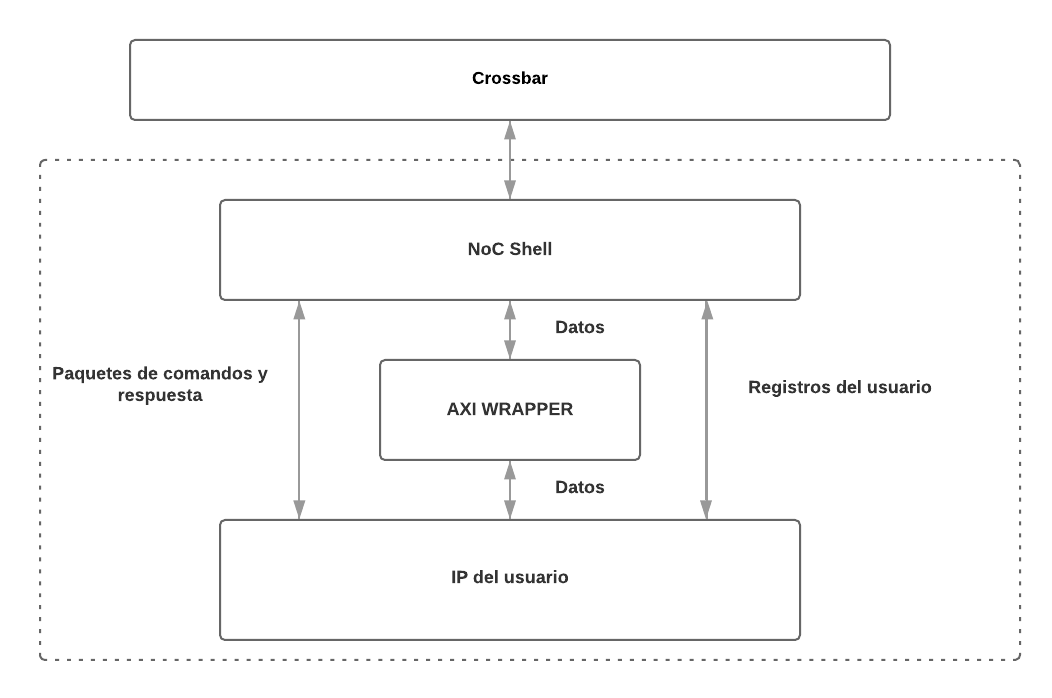 Crossbar
NoC Shell
Datos
Paquetes de comandos y
respuesta
Registros del usuario
AXI WRAPPER
Datos
IP del usuario